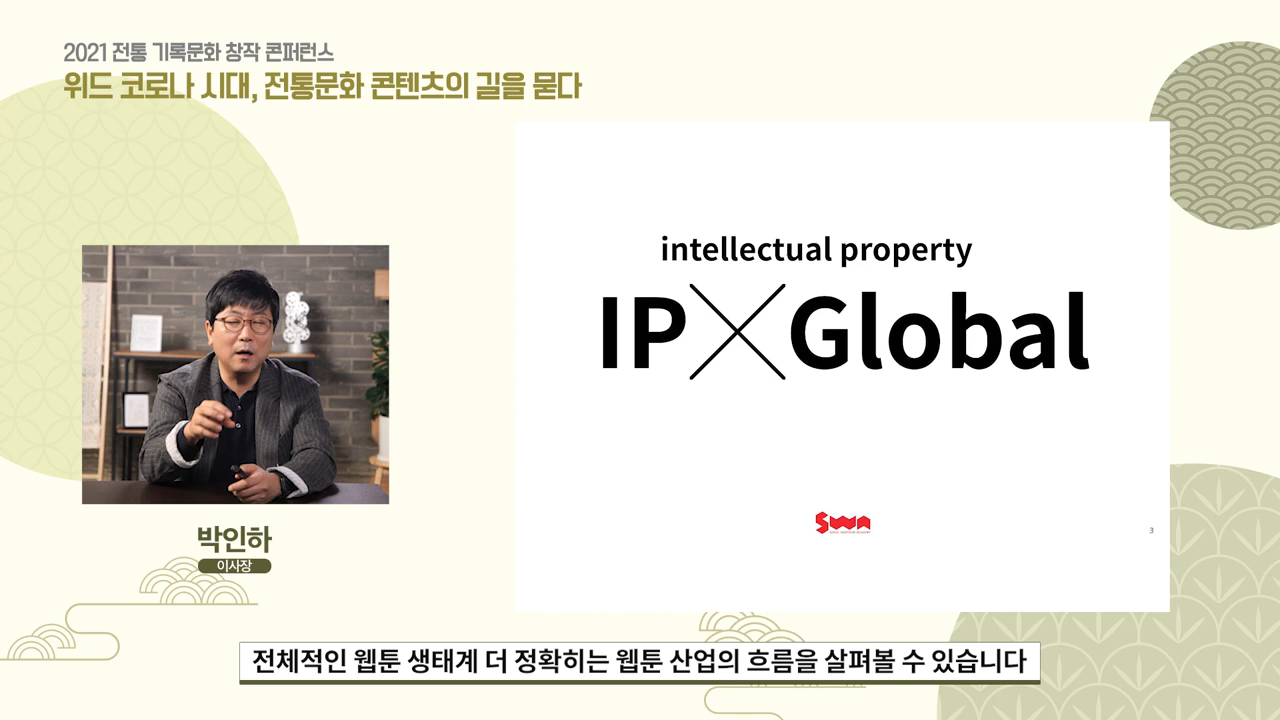 2021 전통 기록문화 창작 콘퍼런스
위드 코로나 시대, 전통문화 콘텐츠의 길을 묻다
intellectual property
IP X Global
SWA
3
박인하
이사장
전체적인 웹툰 생태계 더 정확히는 웹툰 산업의 흐름을 살펴볼 수 있습니다